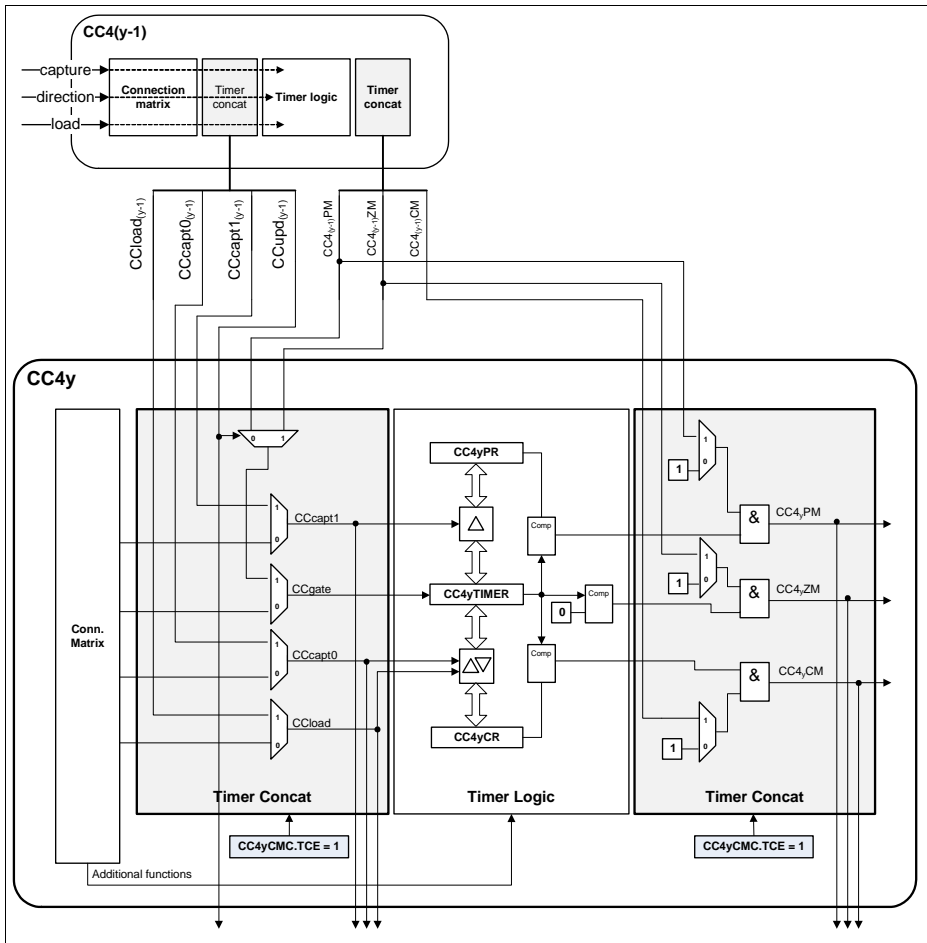 CC4(y-1)
capture
direction
load
Connection matrix
Timer concat
Timer logic
Timer concat
CCload(y-1)
CCcapt0(y-1)
CCcapt1(y-1)
CCupd(y-1)
CC4(y-1)PM
CC4(y-1)ZM
CC4(y-1)CM
CC4y
0 1
CC4yPR
1
0
1
1
0
CCcapt1
Comp
&
CC4yPM
1
0
CCgate
CC4yTIMER
0
Comp
1
1
0
&
CC4yZM
Conn. Matrix
1
0
CCcapt0
Comp
&
CC4yCM
1
0
CCload
CC4yCR
1
1
0
Timer Concat
Timer Logic
Timer Concat
CC4yCMC.TCE = 1
CC4yCMC.TCE = 1
Additional functions